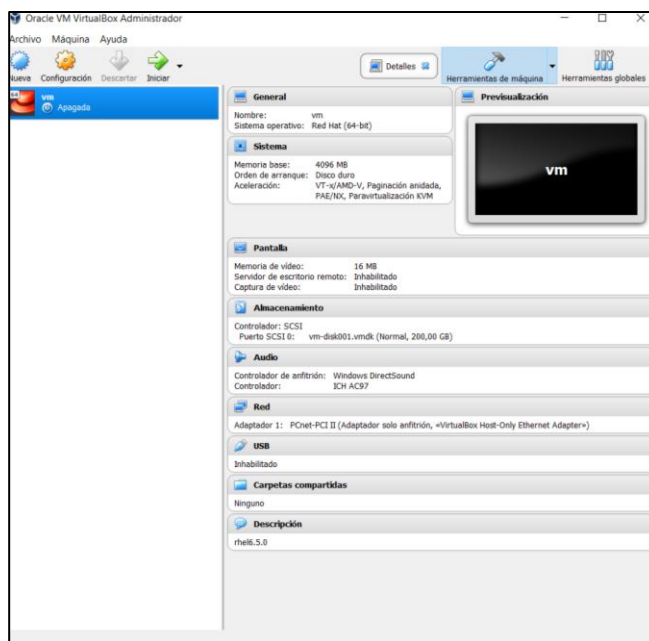 Oracle VM VirtualBox Administrador
Archivo Máquina Ayuda
Nueva Configuración Descartar Iniciar
Detalles
Herramientas de máquina
Herramientas globales
64
vm
Apagada
General
Nombre: vm
Sistema operativo: Red Hat (64-bit)
Previsualización
vm
Sistema
Memoria base: 4096 MB
Orden de arranque: Disco duro
Aceleración: VT-x/AMD-V, Paginación anidada,
PAE/NX, Paravirtualización KVM
Pantalla
Memoria de vídeo: 16 MB
Servidor de escritorio remoto: Inhabilitado
Captura de vídeo: Inhabilitado
Almacenamiento
Controlador: SCSI
Puerto SCSI 0: vm-disk001.vmdk (Normal, 200,00 GB)
Audio
Controlador de anfitrión: Windows DirectSound
Controlador: ICH AC97
Red
Adaptador 1: PCnet-PCI II (Adaptador solo anfitrión, «VirtualBox Host-Only Ethernet Adapter»)
USB
Inhabilitado
Carpetas compartidas
Ninguno
Descripción
rhel6.5.0